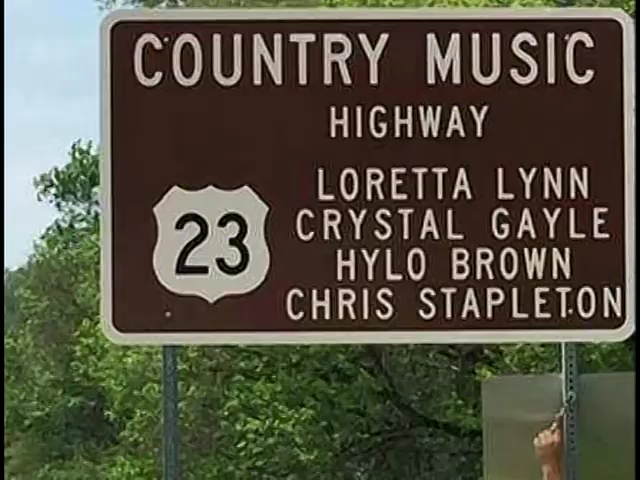 COUNTRY MUSIC
HIGHWAY
23
LORETTA LYNN
CRYSTAL GAYLE
HYLO BROWN
CHRIS STAPLETON